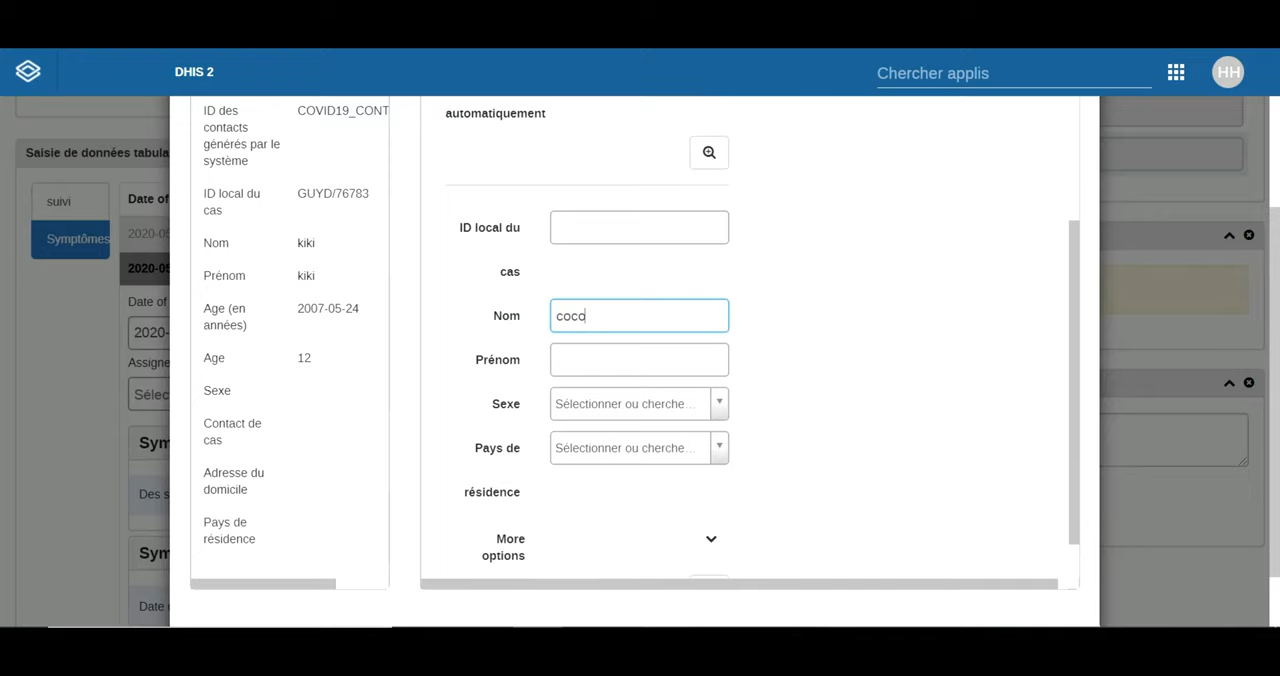 DHIS 2
Chercher applis
HH
Saisie de données tabula
suivi
Symptômes
Date of
2020-05
2020-05
Date of
2020-
Assigne
Sélec
Sym
Des s
Sym
Date
ID des
contacts
générés par le
système
COVID19_CONT
ID local du
cas
GUYD/76783
Nom
kiki
Prénom
kiki
Age (en
années)
2007-05-24
Age
12
Sexe
Contact de
cas
Adresse du
domicile
Pays de
résidence
automatiquement
ID local du
cas
Nom
coco
Prénom
Sexe
Sélectionner ou cherche...
Pays de
résidence
Sélectionner ou cherche...
More
options